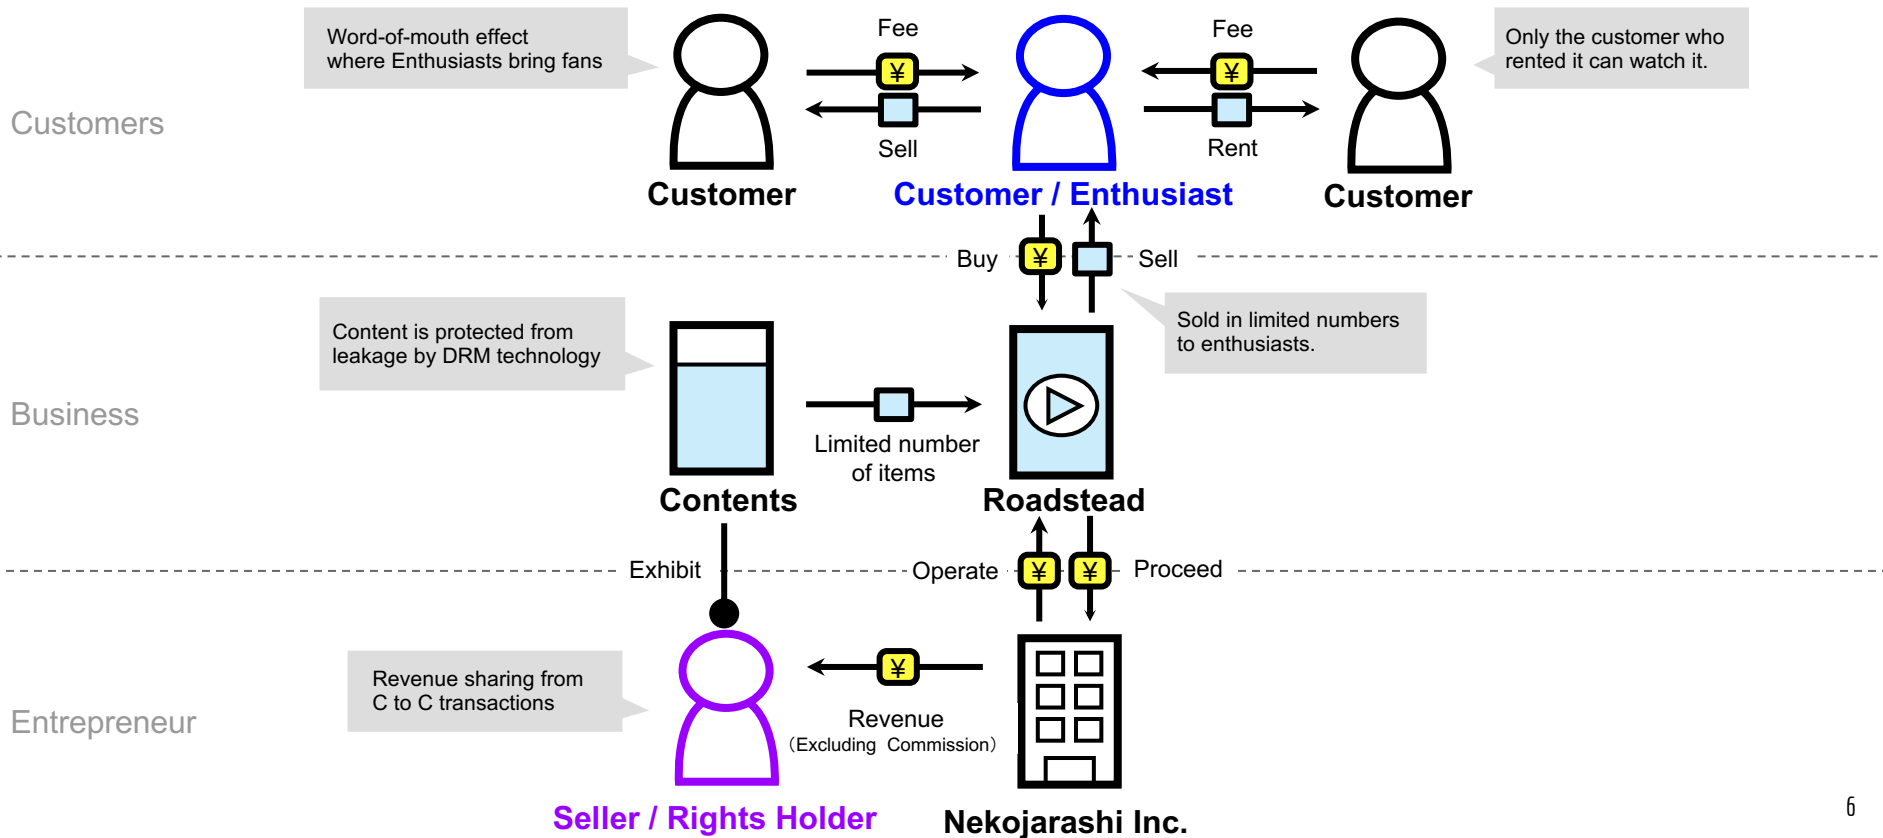 Word-of-mouth effect
where Enthusiasts bring fans
Fee
¥
Sell
Fee
¥
Rent
Only the customer who
rented it can watch it.
Customers
Customer
Customer / Enthusiast
Customer
Buy
¥
Sell
Content is protected from
leakage by DRM technology
Sold in limited numbers
to enthusiasts.
Business
Limited number
of items
Contents
Roadstead
Exhibit
Operate
¥
¥
Proceed
Revenue sharing from
C to C transactions
¥
Revenue
（Excluding Commission）
Entrepreneur
Seller / Rights Holder
Nekojarashi Inc.
6